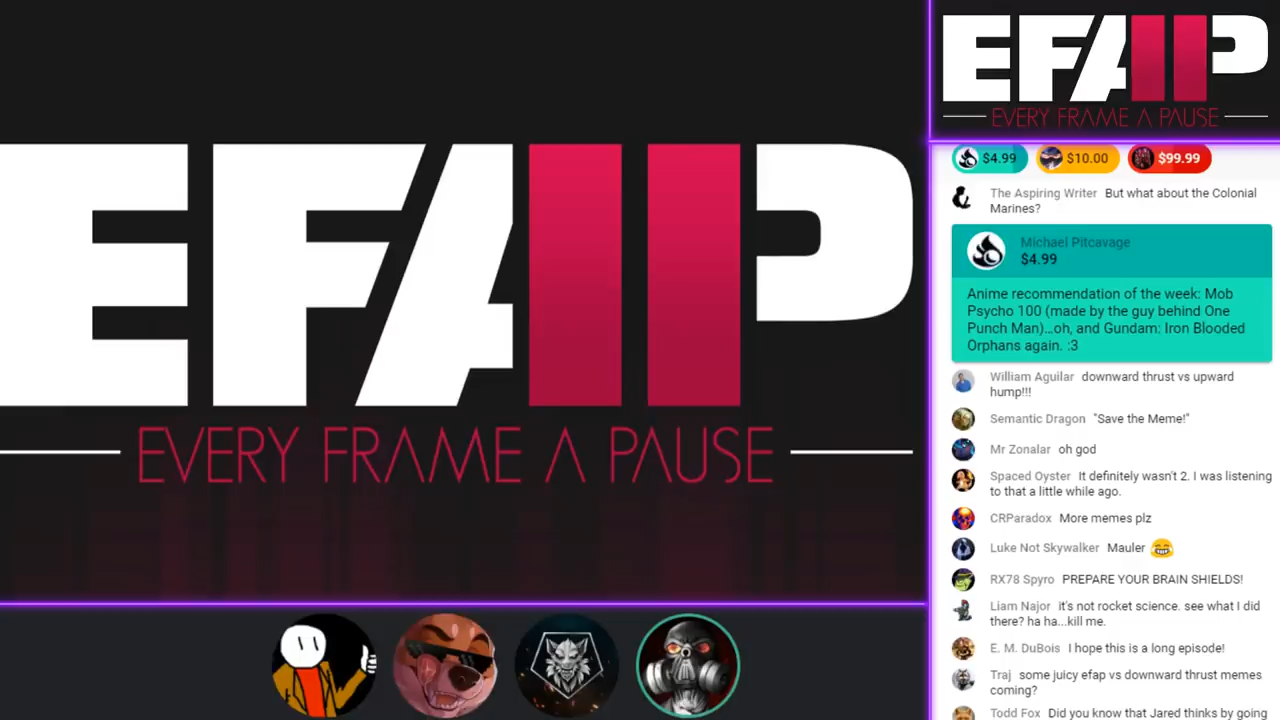 EFAP
EVERY FRAME A PAUSE
EFAP
EVERY FRAME A PAUSE
$4.99 $10.00 $99.99
The Aspiring Writer But what about the Colonial
Marines?
Michael Pitcavage
$4.99
Anime recommendation of the week: Mob
Psycho 100 (made by the guy behind One
Punch Man)...oh, and Gundam: Iron Blooded
Orphans again. :3
William Aguilar downward thrust vs upward
hump!!!
Semantic Dragon "Save the Meme!"
Mr Zonalar oh god
Spaced Oyster It definitely wasn't 2. I was listening
to that a little while ago.
CRParadox More memes plz
Luke Not Skywalker Mauler 😂
RX78 Spyro PREPARE YOUR BRAIN SHIELDS!
Liam Najor it's not rocket science. see what I did
there? ha ha...kill me.
E. M. DuBois I hope this is a long episode!
Traj some juicy efap vs downward thrust memes
coming?
Todd Fox Did you know that Jared thinks by going